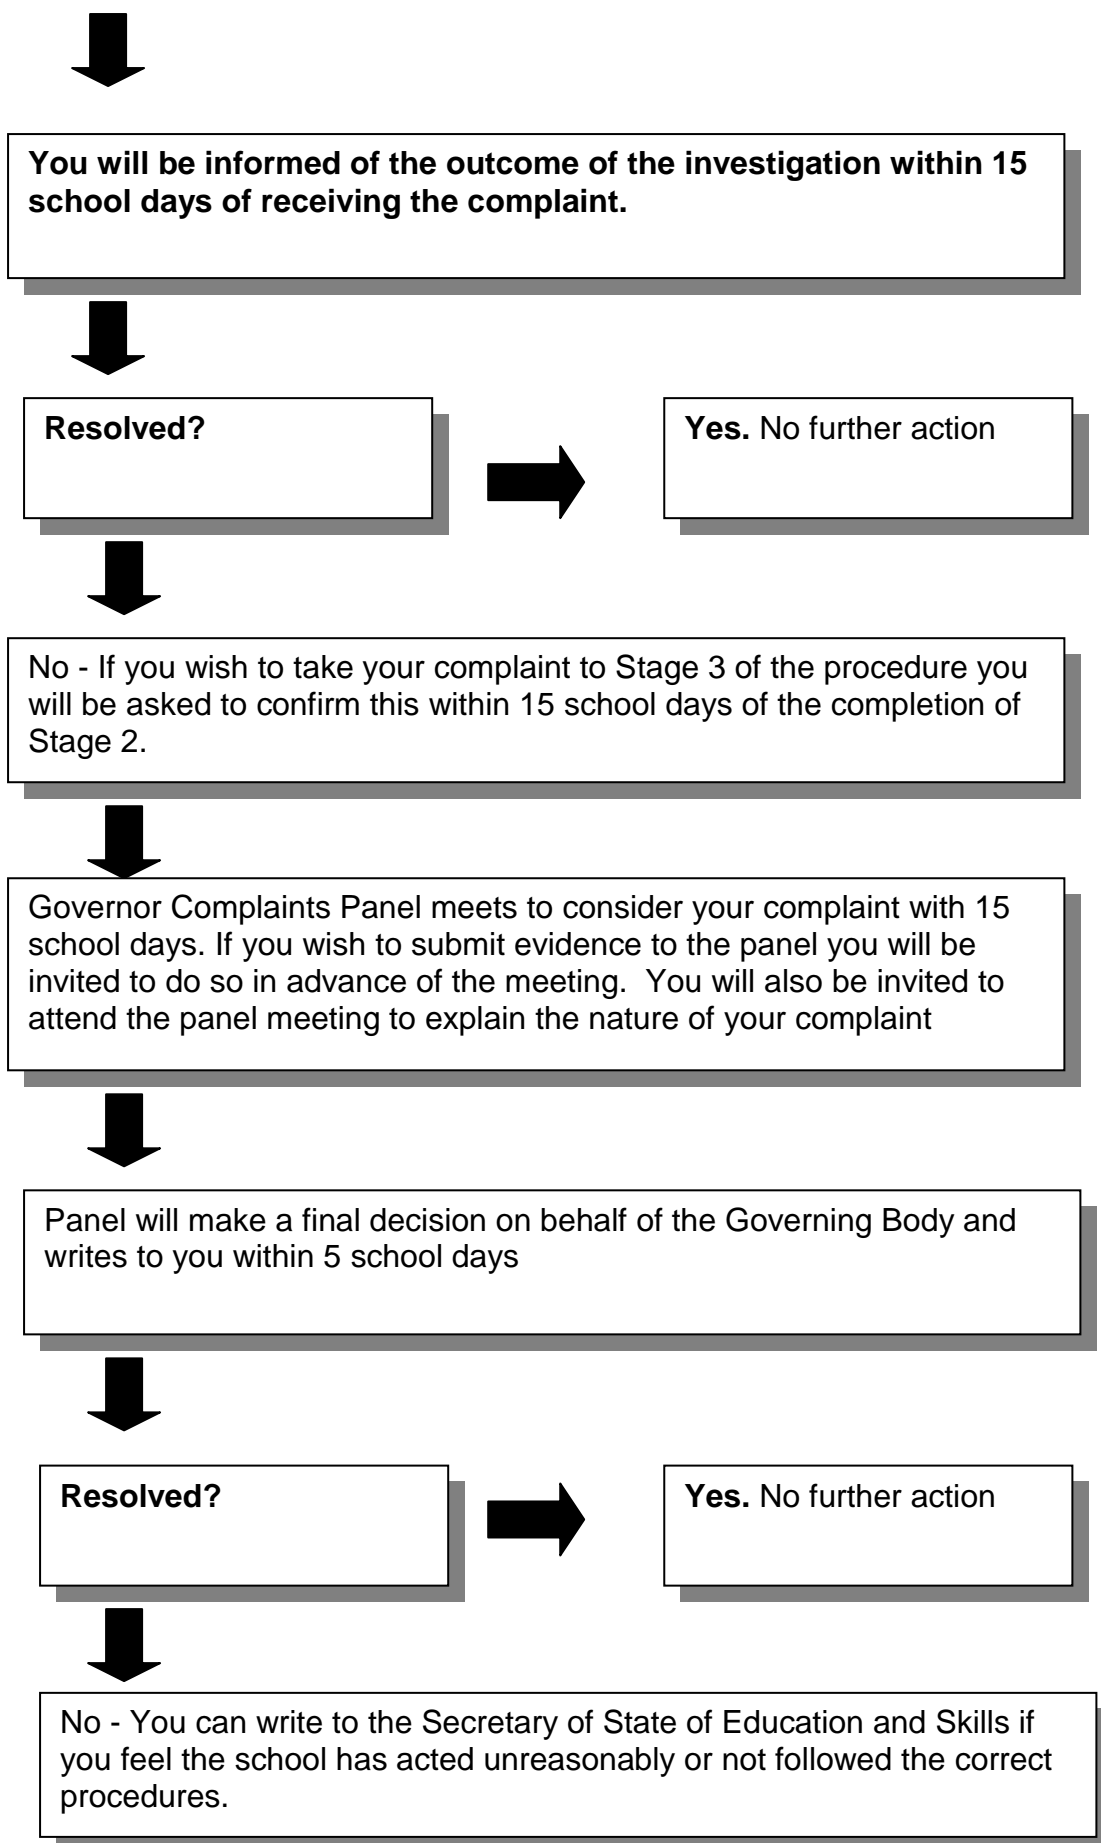 You will be informed of the outcome of the investigation within 15
school days of receiving the complaint.
Resolved?
Yes. No further action
No - If you wish to take your complaint to Stage 3 of the procedure you
will be asked to confirm this within 15 school days of the completion of
Stage 2.
Governor Complaints Panel meets to consider your complaint with 15
school days. If you wish to submit evidence to the panel you will be
invited to do so in advance of the meeting.  You will also be invited to
attend the panel meeting to explain the nature of your complaint
Panel will make a final decision on behalf of the Governing Body and
writes to you within 5 school days
Resolved?
Yes. No further action
No - You can write to the Secretary of State of Education and Skills if
you feel the school has acted unreasonably or not followed the correct
procedures.